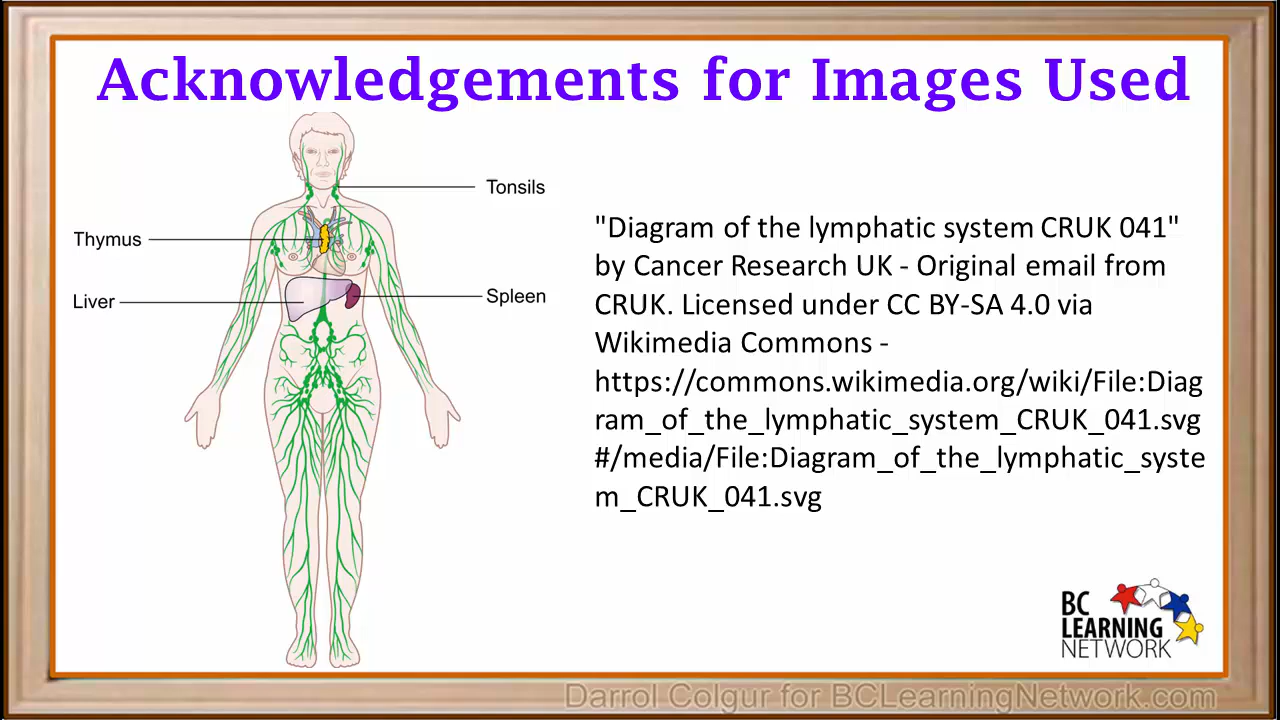 Acknowledgements for Images Used
Tonsils
Thymus
Liver
Spleen
"Diagram of the lymphatic system CRUK 041"
by Cancer Research UK - Original email from
CRUK. Licensed under CC BY-SA 4.0 via
Wikimedia Commons -
https://commons.wikimedia.org/wiki/File:Diag
ram_of_the_lymphatic_system_CRUK_041.svg
#/media/File:Diagram_of_the_lymphatic_syste
m_CRUK_041.svg
BC
LEARNING
NETWORK
Darrol Colgur for BCLearningNetwork.com